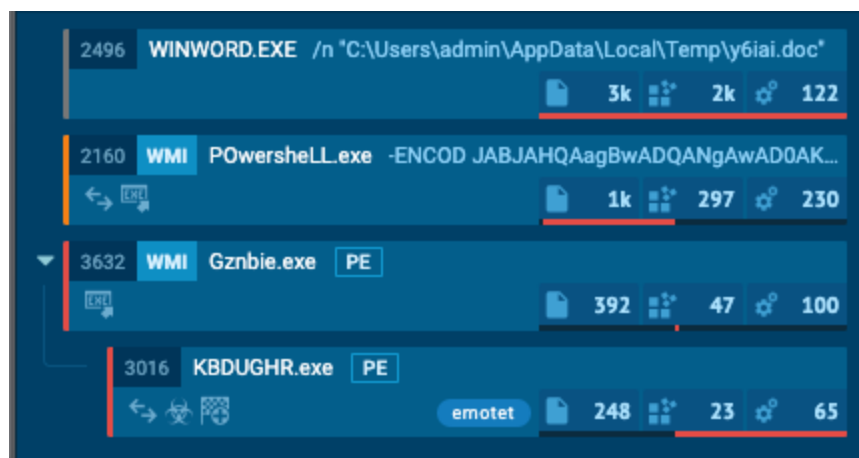 2496 WINWORD.EXE /n "C:\Users\admin\AppData\Local\Temp\y6iai.doc"
3k 2k 122
2160 WMI POwersheLL.exe -ENCOD JABJAHQAagBwADQANgAwAD0AK...
EXE 1k 297 230
3632 WMI Gznbie.exe PE
EXE 392 47 100
3016 KBDUGHR.exe PE
emotet 248 23 65